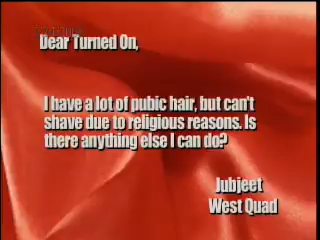 Dear Turned On,
I have a lot of pubic hair, but can't
shave due to religious reasons. Is
there anything else I can do?
Jubjeet
West Quad